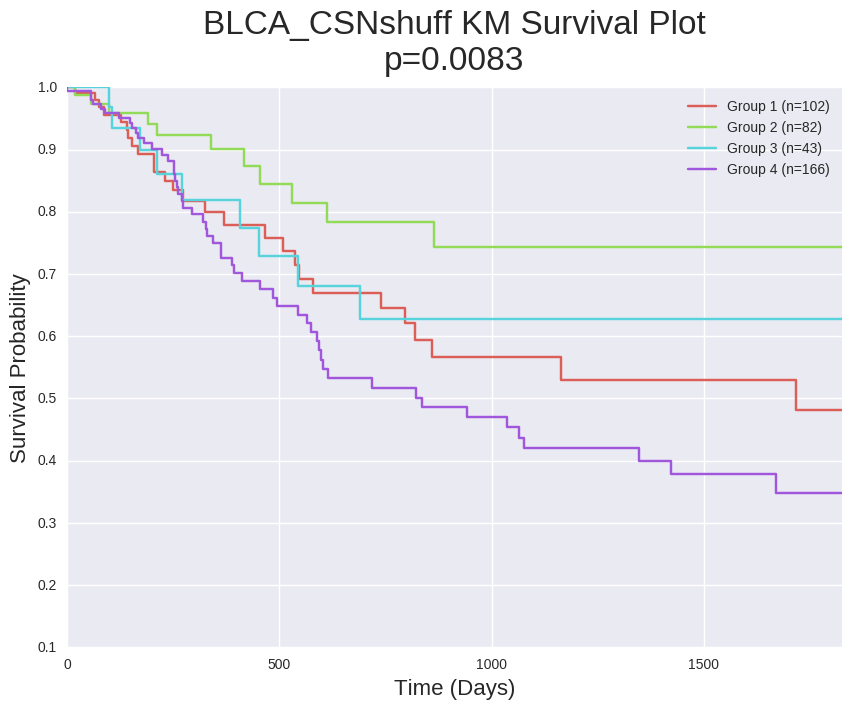 BLCA_CSNshuff KM Survival Plot
p=0.0083
Group 1 (n=102)
Group 2 (n=82)
Group 3 (n=43)
Group 4 (n=166)
Survival Probability
1.0
0.9
0.8
0.7
0.6
0.5
0.4
0.3
0.2
0.1
0
500
1000
1500
Time (Days)